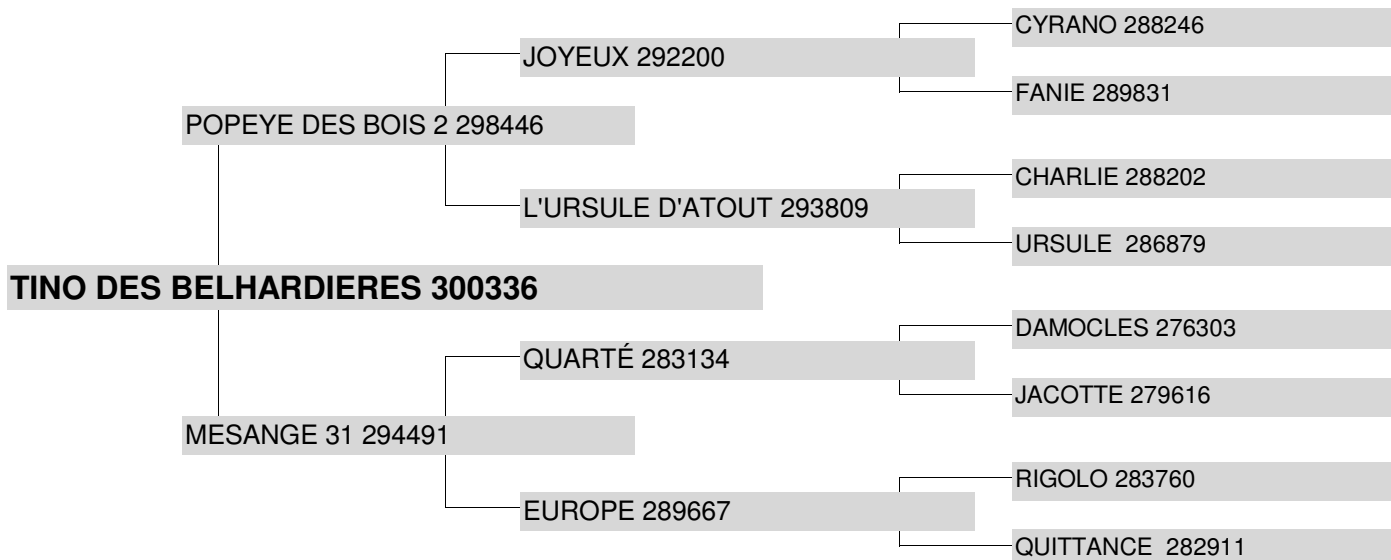 CYRANO 288246
JOYEUX 292200
FANIE 289831
POPEYE DES BOIS 2 298446
CHARLIE 288202
L'URSULE D'ATOUT 293809
URSULE 286879
TINO DES BELHARDIERES 300336
DAMOCLES 276303
QUARTÉ 283134
JACOTTE 279616
MESANGE 31 294491
RIGOLO 283760
EUROPE 289667
QUITTANCE 282911